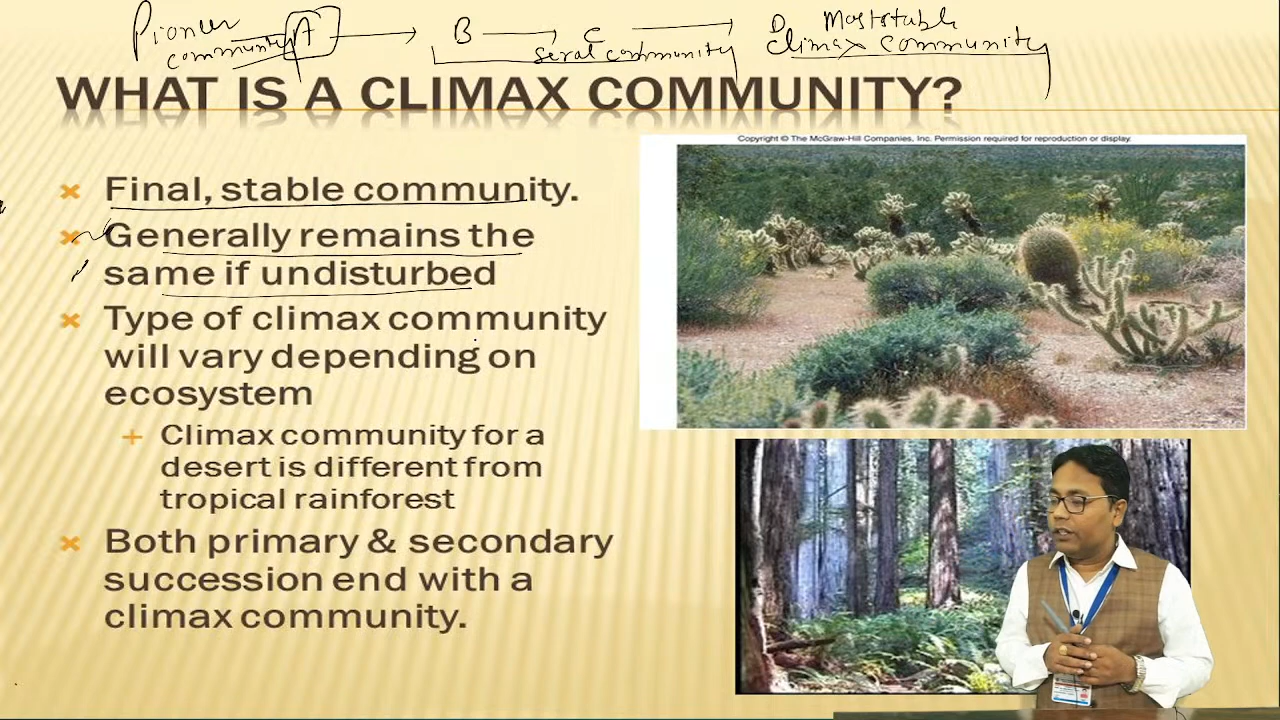 Pioneer community A → B → C → D Most stable
seral community climax community
WHAT IS A CLIMAX COMMUNITY?
Copyright © The McGraw-Hill Companies, Inc. Permission required for reproduction or display.
× Final, stable community.
× Generally remains the
same if undisturbed
× Type of climax community
will vary depending on
ecosystem
+ Climax community for a
desert is different from
tropical rainforest
× Both primary & secondary
succession end with a
climax community.